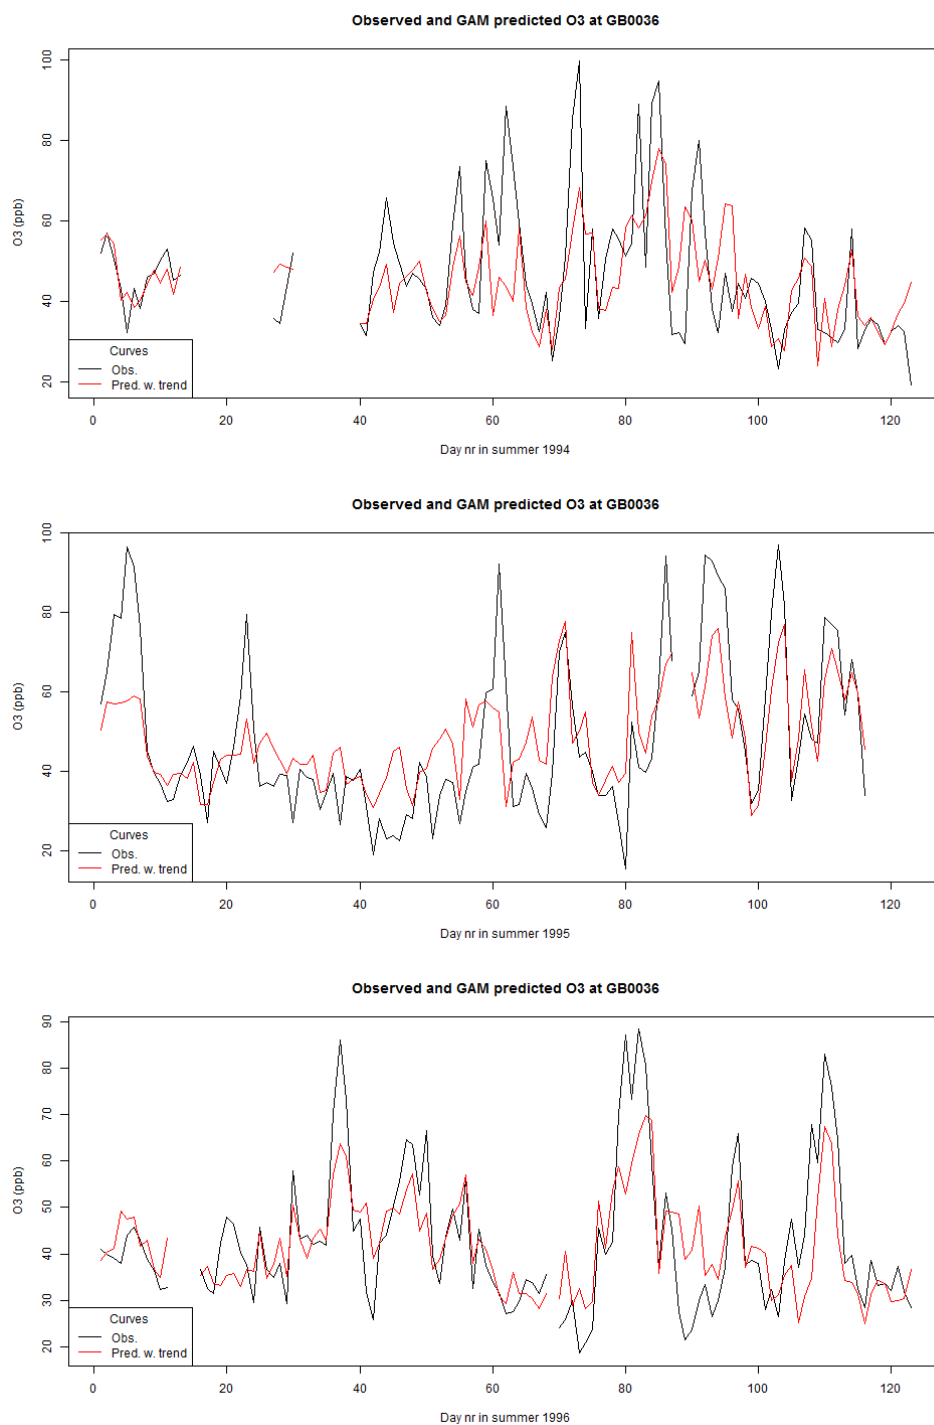 Observed and GAM predicted O3 at GB0036
O3 (ppb)
100
80
60
40
20
Curves
Obs.
Pred. w. trend
0 20 40 60 80 100 120
Day nr in summer 1994
Observed and GAM predicted O3 at GB0036
O3 (ppb)
100
80
60
40
20
Curves
Obs.
Pred. w. trend
0 20 40 60 80 100 120
Day nr in summer 1995
Observed and GAM predicted O3 at GB0036
O3 (ppb)
90
80
70
60
50
40
30
20
Curves
Obs.
Pred. w. trend
0 20 40 60 80 100 120
Day nr in summer 1996